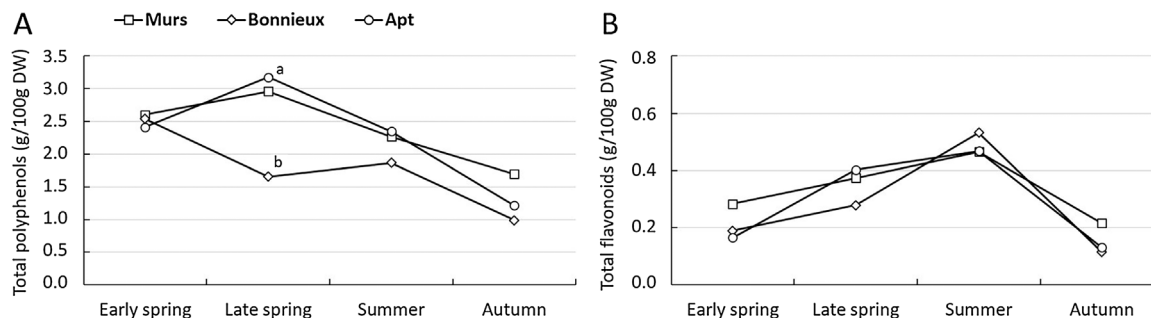 A
Murs Bonnieux Apt
Total polyphenols (g/100g DW)
3.5
3.0
2.5
2.0
1.5
1.0
0.5
0.0
a
b
Early spring Late spring Summer Autumn
B
Total flavonoids (g/100g DW)
0.8
0.6
0.4
0.2
0.0
Early spring Late spring Summer Autumn